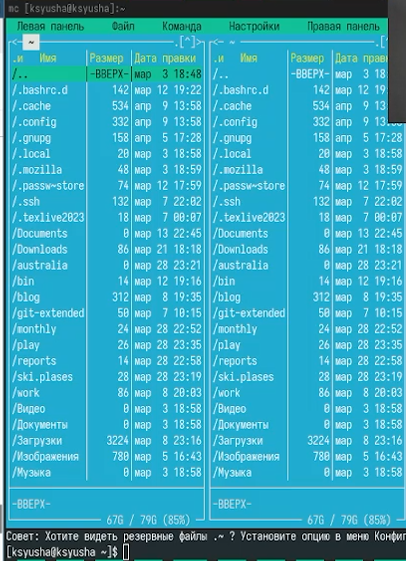 mc [ksyusha@ksyusha]:~
Левая панель Файл Команда Настройки Правая панель
~ .[^] ~ .[
.и Имя Размер Дата правки .и Имя Размер Дата правки
/.. -ВВЕРХ- мар 3 18:48 /.. -ВВЕРХ- мар 3 18
/.bashrc.d 142 мар 12 19:22 /.bashrc.d 142 мар 12 19
/.cache 534 апр 9 13:58 /.cache 534 апр 9 13
/.config 332 апр 9 13:58 /.config 332 апр 9 13:58
/.gnupg 158 апр 5 17:28 /.gnupg 158 апр 5 17:28
/.local 20 мар 3 18:58 /.local 20 мар 3 18:58
/.mozilla 48 мар 3 18:59 /.mozilla 48 мар 3 18:59
/.passw~store 74 мар 12 17:59 /.passw~store 74 мар 12 17:59
/.ssh 132 мар 7 22:02 /.ssh 132 мар 7 22:02
/.texlive2023 18 мар 7 00:07 /.texlive2023 18 мар 7 00:07
/Documents 0 мар 13 22:45 /Documents 0 мар 13 22:45
/Downloads 86 мар 21 18:18 /Downloads 86 мар 21 18:18
/australia 0 мар 28 23:21 /australia 0 мар 28 23:21
/bin 14 мар 12 19:16 /bin 14 мар 12 19:16
/blog 312 мар 8 19:35 /blog 312 мар 8 19:35
/git-extended 50 мар 7 10:15 /git-extended 50 мар 7 10:15
/monthly 24 мар 28 22:52 /monthly 24 мар 28 22:52
/play 26 мар 28 23:35 /play 26 мар 28 23:35
/reports 14 мар 28 22:58 /reports 14 мар 28 22:58
/ski.plases 28 мар 28 23:19 /ski.plases 28 мар 28 23:19
/work 86 мар 8 20:03 /work 86 мар 8 20:03
/Видео 0 мар 3 18:58 /Видео 0 мар 3 18:58
/Документы 0 мар 3 18:58 /Документы 0 мар 3 18:58
/Загрузки 3224 мар 8 23:16 /Загрузки 3224 мар 8 23:16
/Изображения 780 мар 5 16:43 /Изображения 780 мар 5 16:43
/Музыка 0 мар 3 18:58 /Музыка 0 мар 3 18:58
-ВВЕРХ- -ВВЕРХ-
67G / 79G (85%) 67G / 79G (85%)
Совет: Хотите видеть резервные файлы .~ ? Установите опцию в меню Конфиг
[ksyusha@ksyusha ~]$